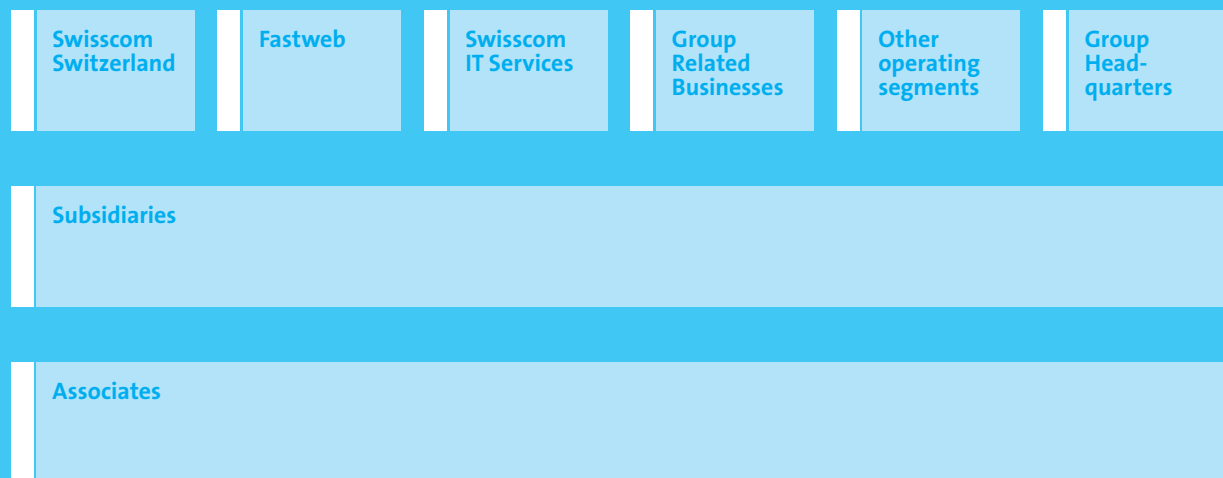 Swisscom
Switzerland
Fastweb
Swisscom
IT Services
Group
Related
Businesses
Other
operating
segments
Group
Head-
quarters
Subsidiaries
Associates